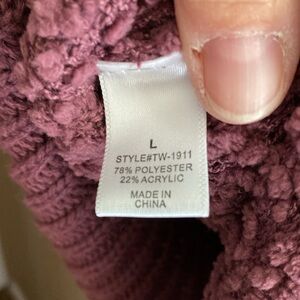 L
STYLE#TW-1911
78% POLYESTER
22% ACRYLIC
MADE IN
CHINA